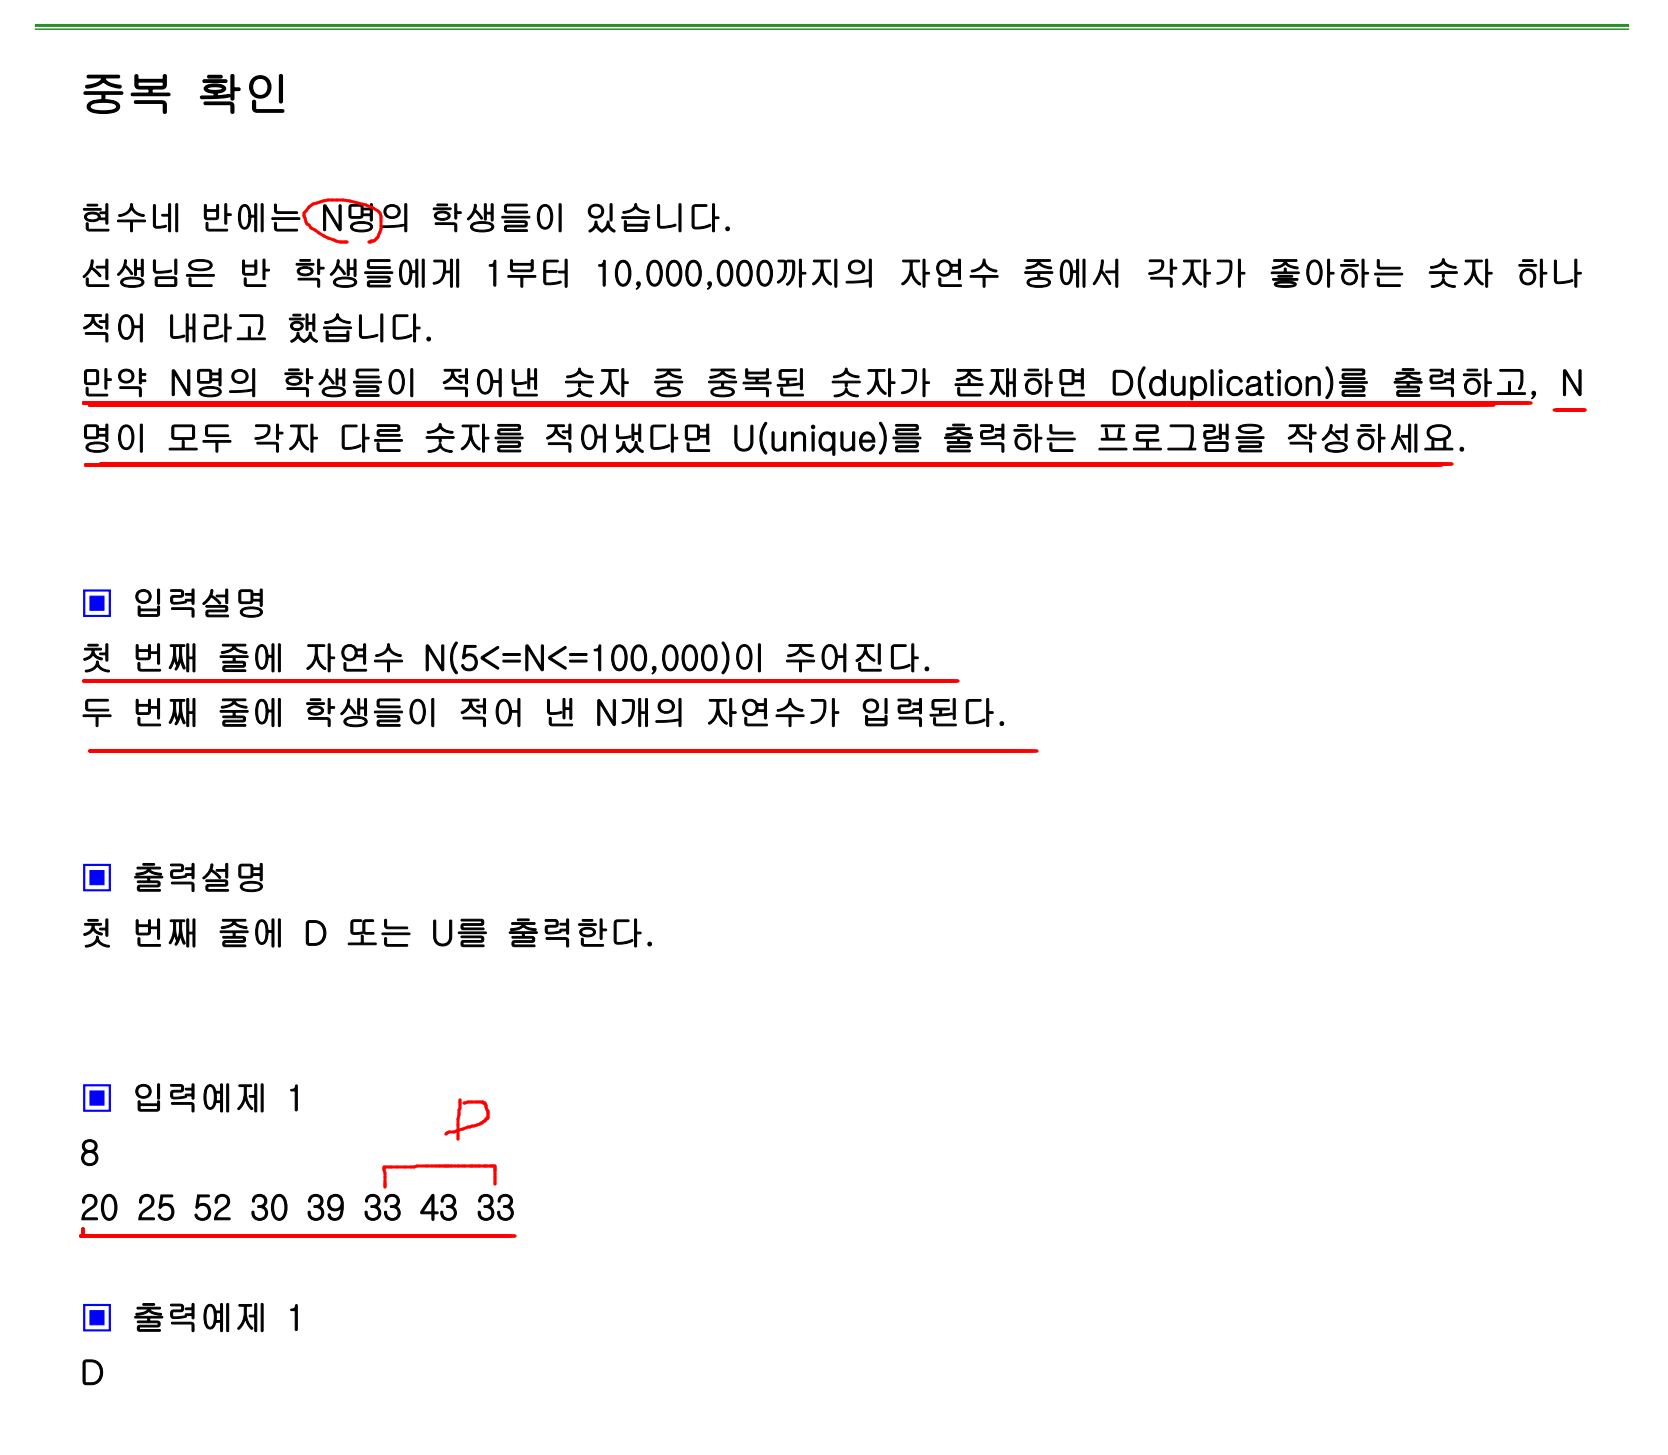 중복 확인
현수네 반에는 N명의 학생들이 있습니다.
선생님은 반 학생들에게 1부터 10,000,000까지의 자연수 중에서 각자가 좋아하는 숫자 하나
적어 내라고 했습니다.
만약 N명의 학생들이 적어낸 숫자 중 중복된 숫자가 존재하면 D(duplication)를 출력하고, N
명이 모두 각자 다른 숫자를 적어냈다면 U(unique)를 출력하는 프로그램을 작성하세요.
▣ 입력설명
첫 번째 줄에 자연수 N(5<=N<=100,000)이 주어진다.
두 번째 줄에 학생들이 적어 낸 N개의 자연수가 입력된다.
▣ 출력설명
첫 번째 줄에 D 또는 U를 출력한다.
▣ 입력예제 1
D
8
20 25 52 30 39 33 43 33
▣ 출력예제 1
D